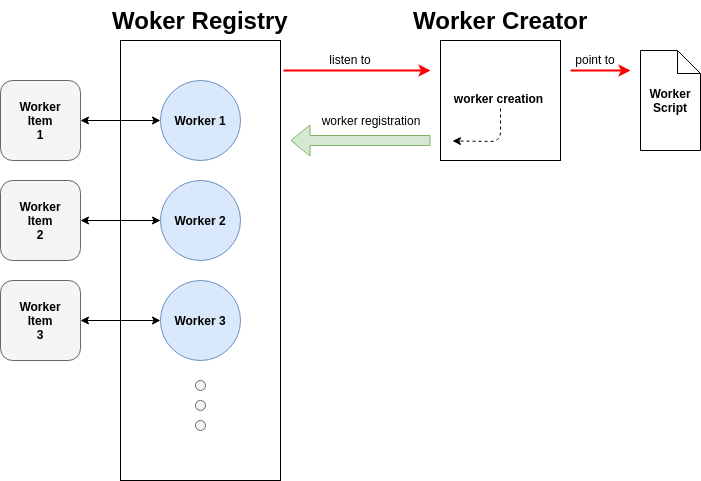 Woker Registry
Worker Creator
listen to
point to
Worker
Item
1
Worker 1
worker registration
worker creation
Worker
Script
Worker
Item
2
Worker 2
Worker
Item
3
Worker 3